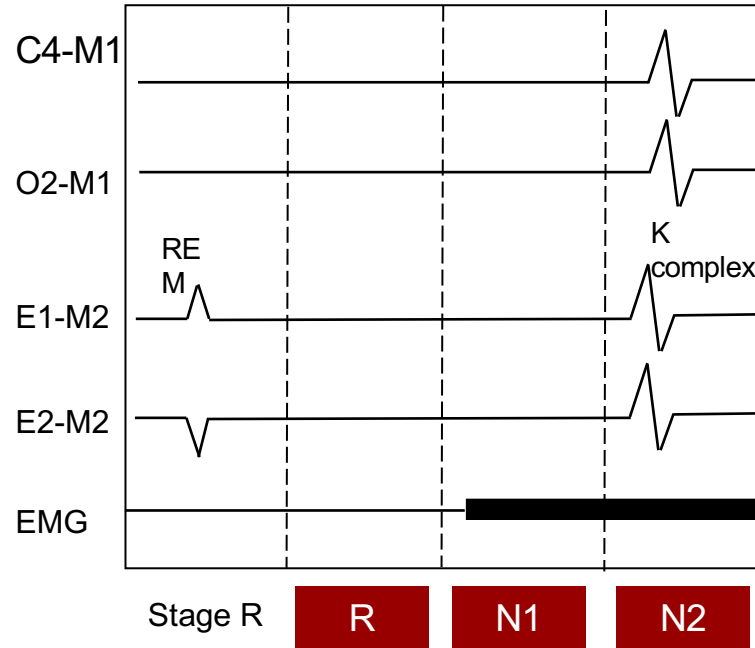 C4-M1
O2-M1
RE
M
K
complex
E1-M2
E2-M2
EMG
Stage R
R
N1
N2